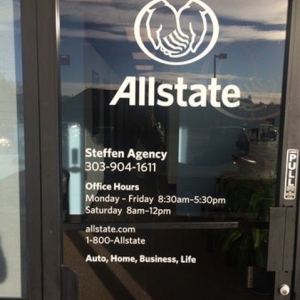 Allstate
Steffen Agency
303-904-1611
Office Hours
Monday - Friday 8:30am-5:30pm
Saturday 8am-12pm
allstate.com
1-800-Allstate
Auto, Home, Business, Life
PULL